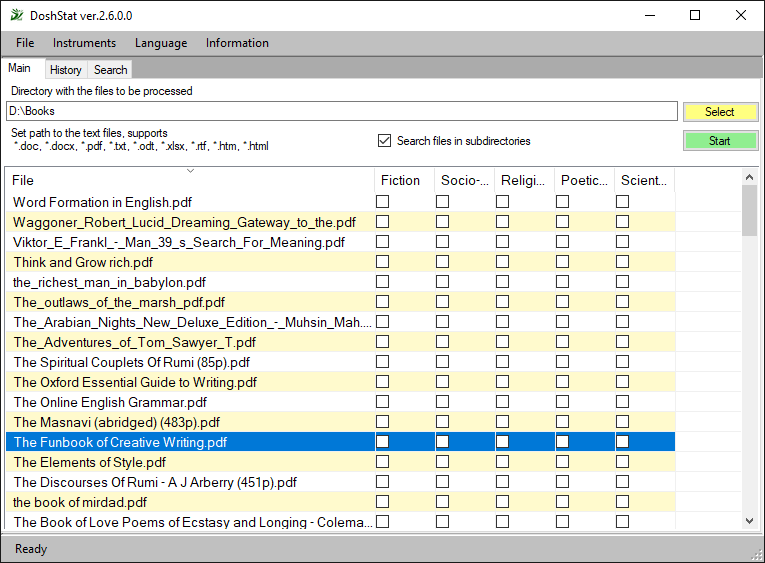 DoshStat ver.2.6.0.0
File Instruments Language Information
Main History Search
Directory with the files to be processed
D:\Books Select
Set path to the text files, supports
*.doc, *.docx, *.pdf, *.txt, *.odt, *.xlsx, *.rtf, *.htm, *.html
Search files in subdirectories Start
File Fiction Socio-... Religi... Poetic... Scient...
Word Formation in English.pdf
Waggoner_Robert_Lucid_Dreaming_Gateway_to_the.pdf
Viktor_E_Frankl_-_Man_39_s_Search_For_Meaning.pdf
Think and Grow rich.pdf
the_richest_man_in_babylon.pdf
The_outlaws_of_the_marsh_pdf.pdf
The_Arabian_Nights_New_Deluxe_Edition_-_Muhsin_Mah....
The_Adventures_of_Tom_Sawyer_T.pdf
The Spiritual Couplets Of Rumi (85p).pdf
The Oxford Essential Guide to Writing.pdf
The Online English Grammar.pdf
The Masnavi (abridged) (483p).pdf
The Funbook of Creative Writing.pdf
The Elements of Style.pdf
The Discourses Of Rumi - A J Arberry (451p).pdf
the book of mirdad.pdf
The Book of Love Poems of Ecstasy and Longing - Colema...
Ready